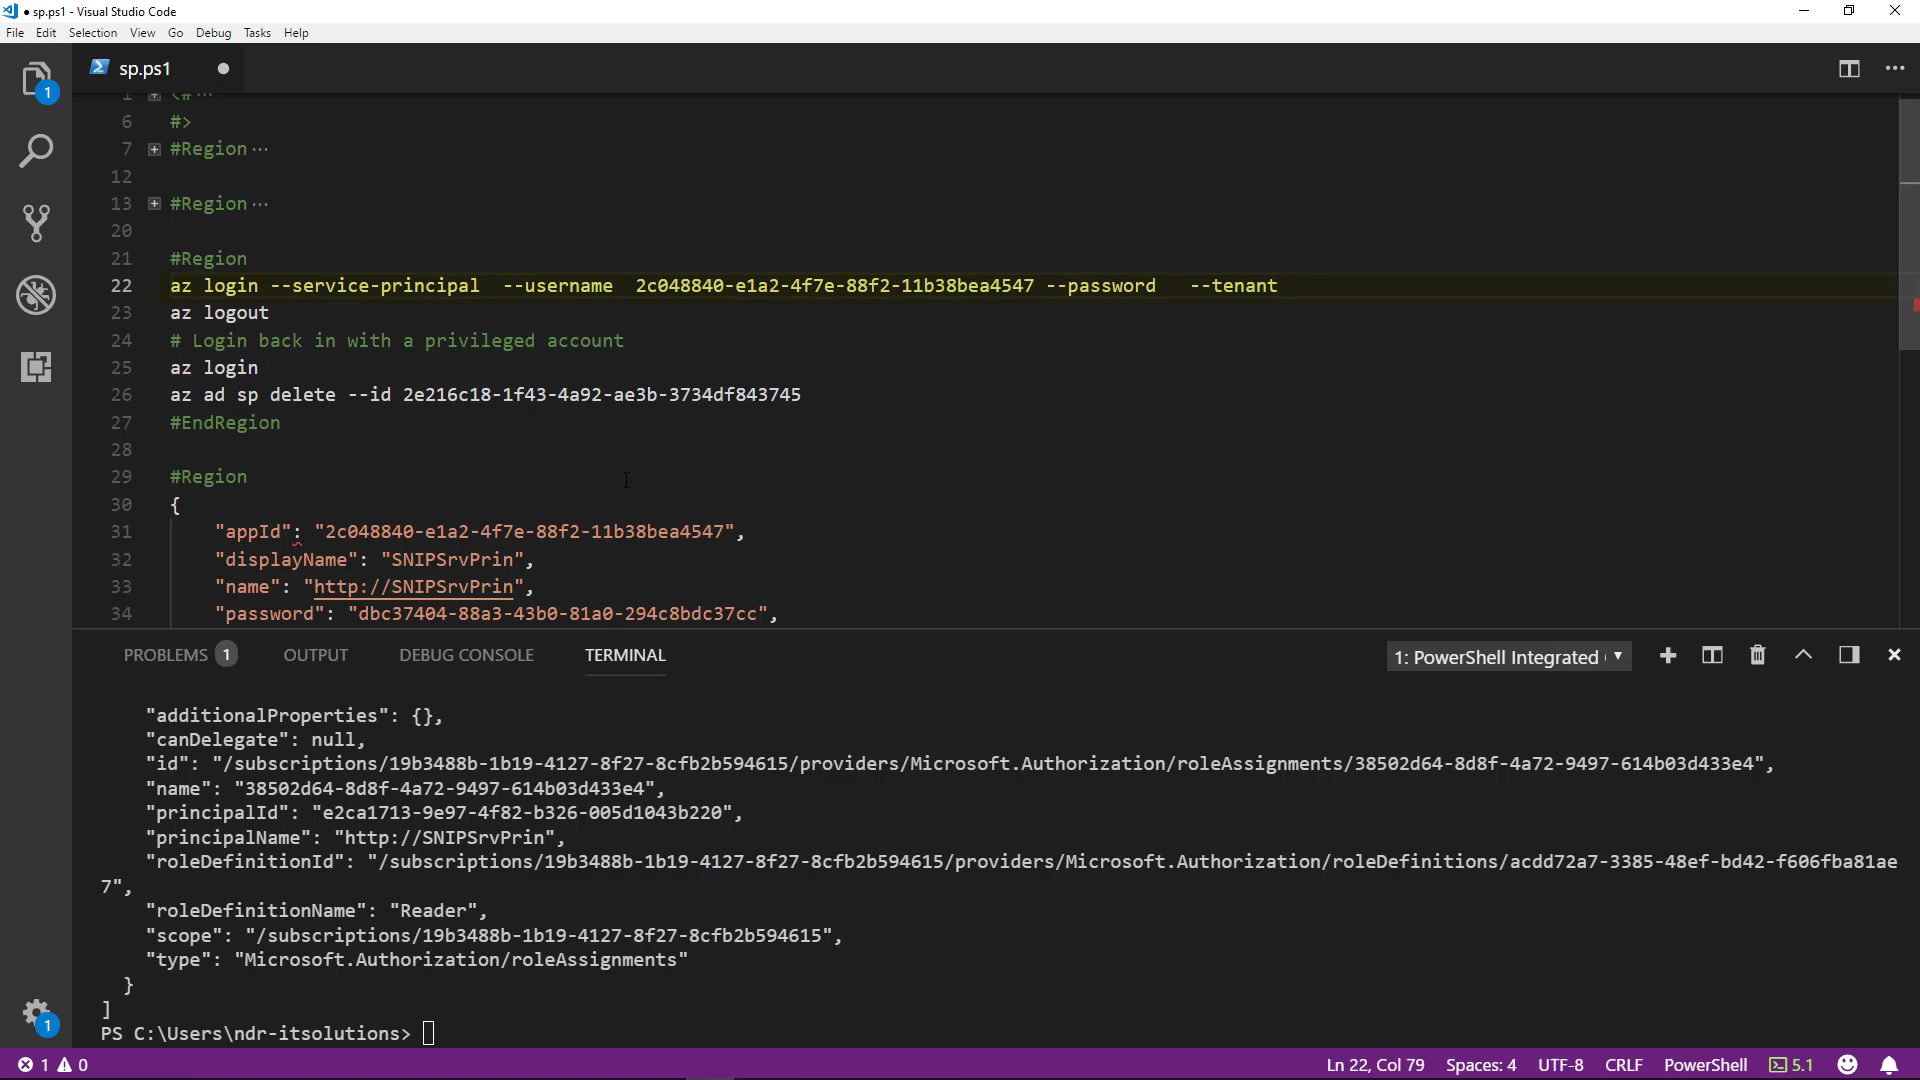 ● sp.ps1 - Visual Studio Code
File Edit Selection View Go Debug Tasks Help
sp.ps1
1
1 <#···
6 #>
7 #Region···
12
13 #Region···
20
21 #Region
22 az login --service-principal  --username  2c048840-e1a2-4f7e-88f2-11b38bea4547 --password   --tenant
23 az logout
24 # Login back in with a privileged account
25 az login
26 az ad sp delete --id 2e216c18-1f43-4a92-ae3b-3734df843745
27 #EndRegion
28
29 #Region
30 {
31 "appId": "2c048840-e1a2-4f7e-88f2-11b38bea4547",
32 "displayName": "SNIPSrvPrin",
33 "name": "http://SNIPSrvPrin",
34 "password": "dbc37404-88a3-43b0-81a0-294c8bdc37cc",
PROBLEMS 1 OUTPUT DEBUG CONSOLE TERMINAL 1: PowerShell Integrated
"additionalProperties": {},
"canDelegate": null,
"id": "/subscriptions/19b3488b-1b19-4127-8f27-8cfb2b594615/providers/Microsoft.Authorization/roleAssignments/38502d64-8d8f-4a72-9497-614b03d433e4",
"name": "38502d64-8d8f-4a72-9497-614b03d433e4",
"principalId": "e2ca1713-9e97-4f82-b326-005d1043b220",
"principalName": "http://SNIPSrvPrin",
"roleDefinitionId": "/subscriptions/19b3488b-1b19-4127-8f27-8cfb2b594615/providers/Microsoft.Authorization/roleDefinitions/acdd72a7-3385-48ef-bd42-f606fba81ae
7",
"roleDefinitionName": "Reader",
"scope": "/subscriptions/19b3488b-1b19-4127-8f27-8cfb2b594615",
"type": "Microsoft.Authorization/roleAssignments"
}
]
PS C:\Users\ndr-itsolutions>
1
1 0 Ln 22, Col 79 Spaces: 4 UTF-8 CRLF PowerShell 5.1